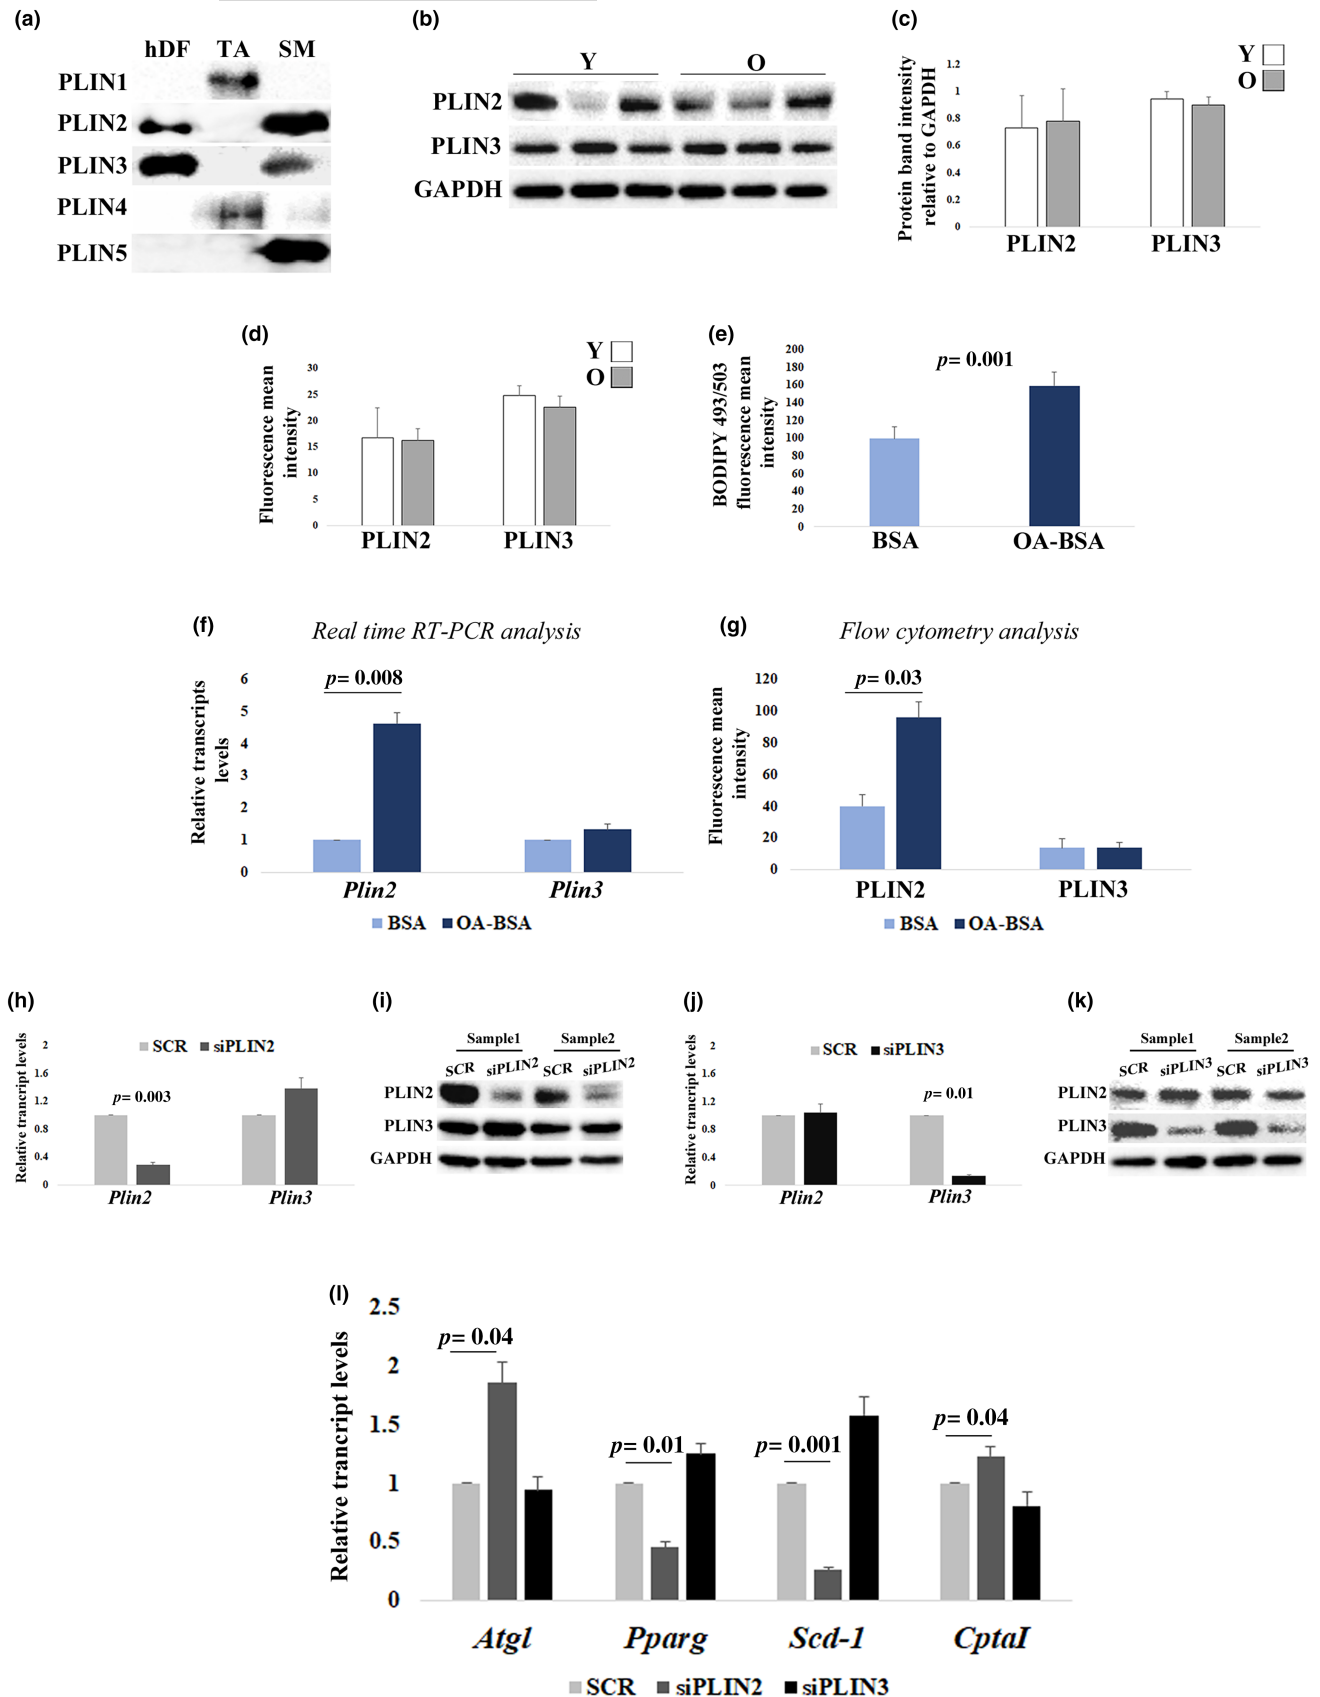 (a)
hDF TA SM
PLIN1
PLIN2
PLIN3
PLIN4
PLIN5
(b)
Y O
PLIN2
PLIN3
GAPDH
(c)
Y
O
Protein band intensity
relative to GAPDH
1.2
1
0.8
0.6
0.4
0.2
0
PLIN2 PLIN3
(d)
Y
O
Fluorescence mean
intensity
30
25
20
15
10
5
0
PLIN2 PLIN3
(e)
BODIPY 493/503
fluorescence mean
intensity
200
180
160
140
120
100
80
60
40
20
0
p= 0.001
BSA OA-BSA
(f)
Real time RT-PCR analysis
Relative transcripts
levels
6
5
4
3
2
1
0
p= 0.008
Plin2 Plin3
BSA OA-BSA
(g)
Flow cytometry analysis
Fluorescence mean
intensity
120
100
80
60
40
20
0
p= 0.03
PLIN2 PLIN3
BSA OA-BSA
(h)
Relative trancript levels
SCR siPLIN2
2
1.6
1.2
0.8
0.4
0
p= 0.003
Plin2 Plin3
(i)
Sample1 Sample2
SCR siPLIN2 SCR siPLIN2
PLIN2
PLIN3
GAPDH
(j)
Relative trancript levels
SCR siPLIN3
2
1.6
1.2
0.8
0.4
0
p= 0.01
Plin2 Plin3
(k)
Sample1 Sample2
SCR siPLIN3 SCR siPLIN3
PLIN2
PLIN3
GAPDH
(l)
Relative trancript levels
2.5
2
1.5
1
0.5
0
p= 0.04
p= 0.01
p= 0.001
p= 0.04
Atgl Pparg Scd-1 CptaI
SCR siPLIN2 siPLIN3